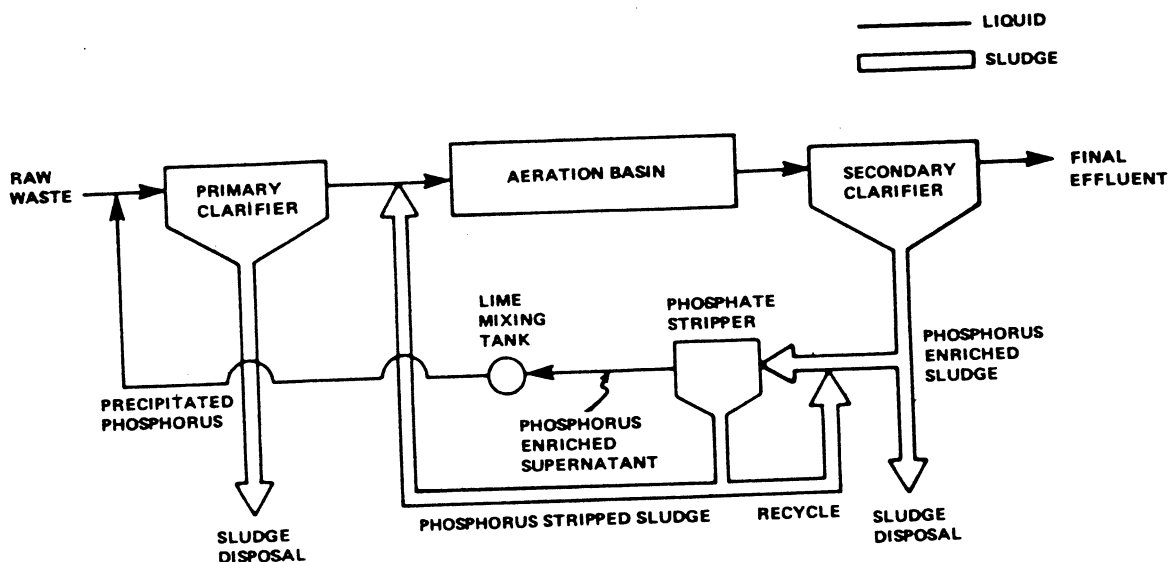 LIQUID
SLUDGE
RAW
WASTE
PRIMARY
CLARIFIER
AERATION BASIN
SECONDARY
CLARIFIER
FINAL
EFFLUENT
LIME
MIXING
TANK
PHOSPHATE
STRIPPER
PHOSPHORUS
ENRICHED
SLUDGE
PRECIPITATED
PHOSPHORUS
PHOSPHORUS
ENRICHED
SUPERNATANT
PHOSPHORUS STRIPPED SLUDGE
RECYCLE
SLUDGE
DISPOSAL
SLUDGE
DISPOSAL